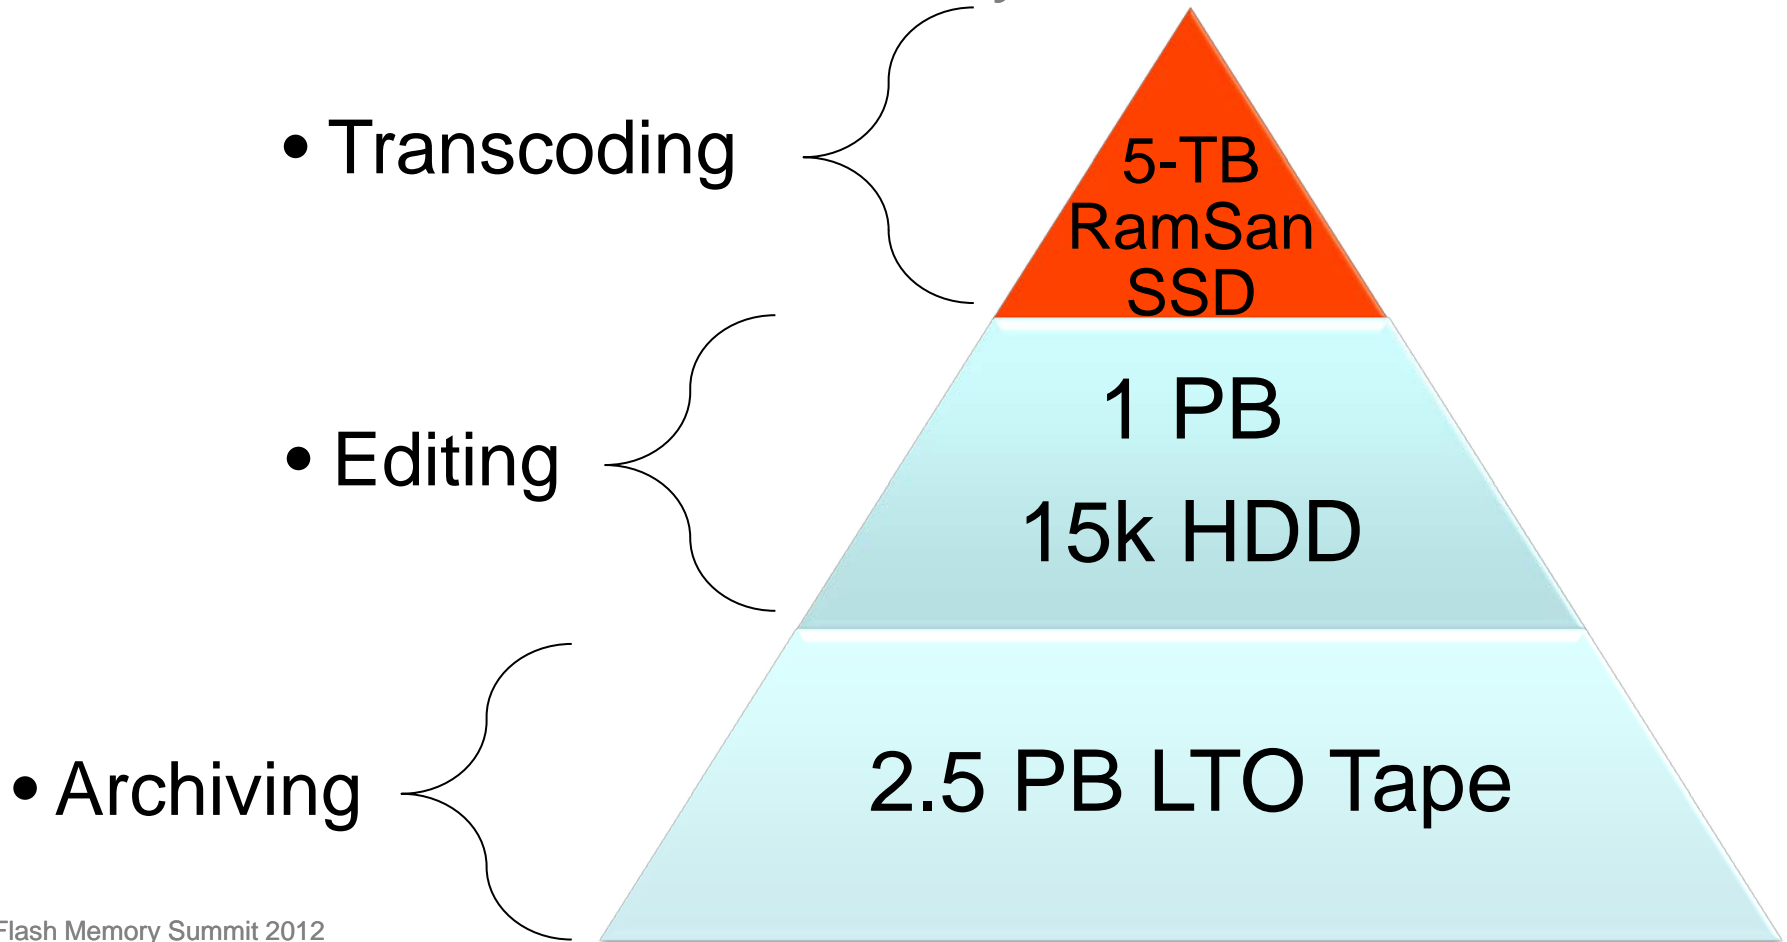 • Transcoding
5-TB
RamSan
SSD
• Editing
1 PB
15k HDD
• Archiving
2.5 PB LTO Tape
Flash Memory Summit 2012